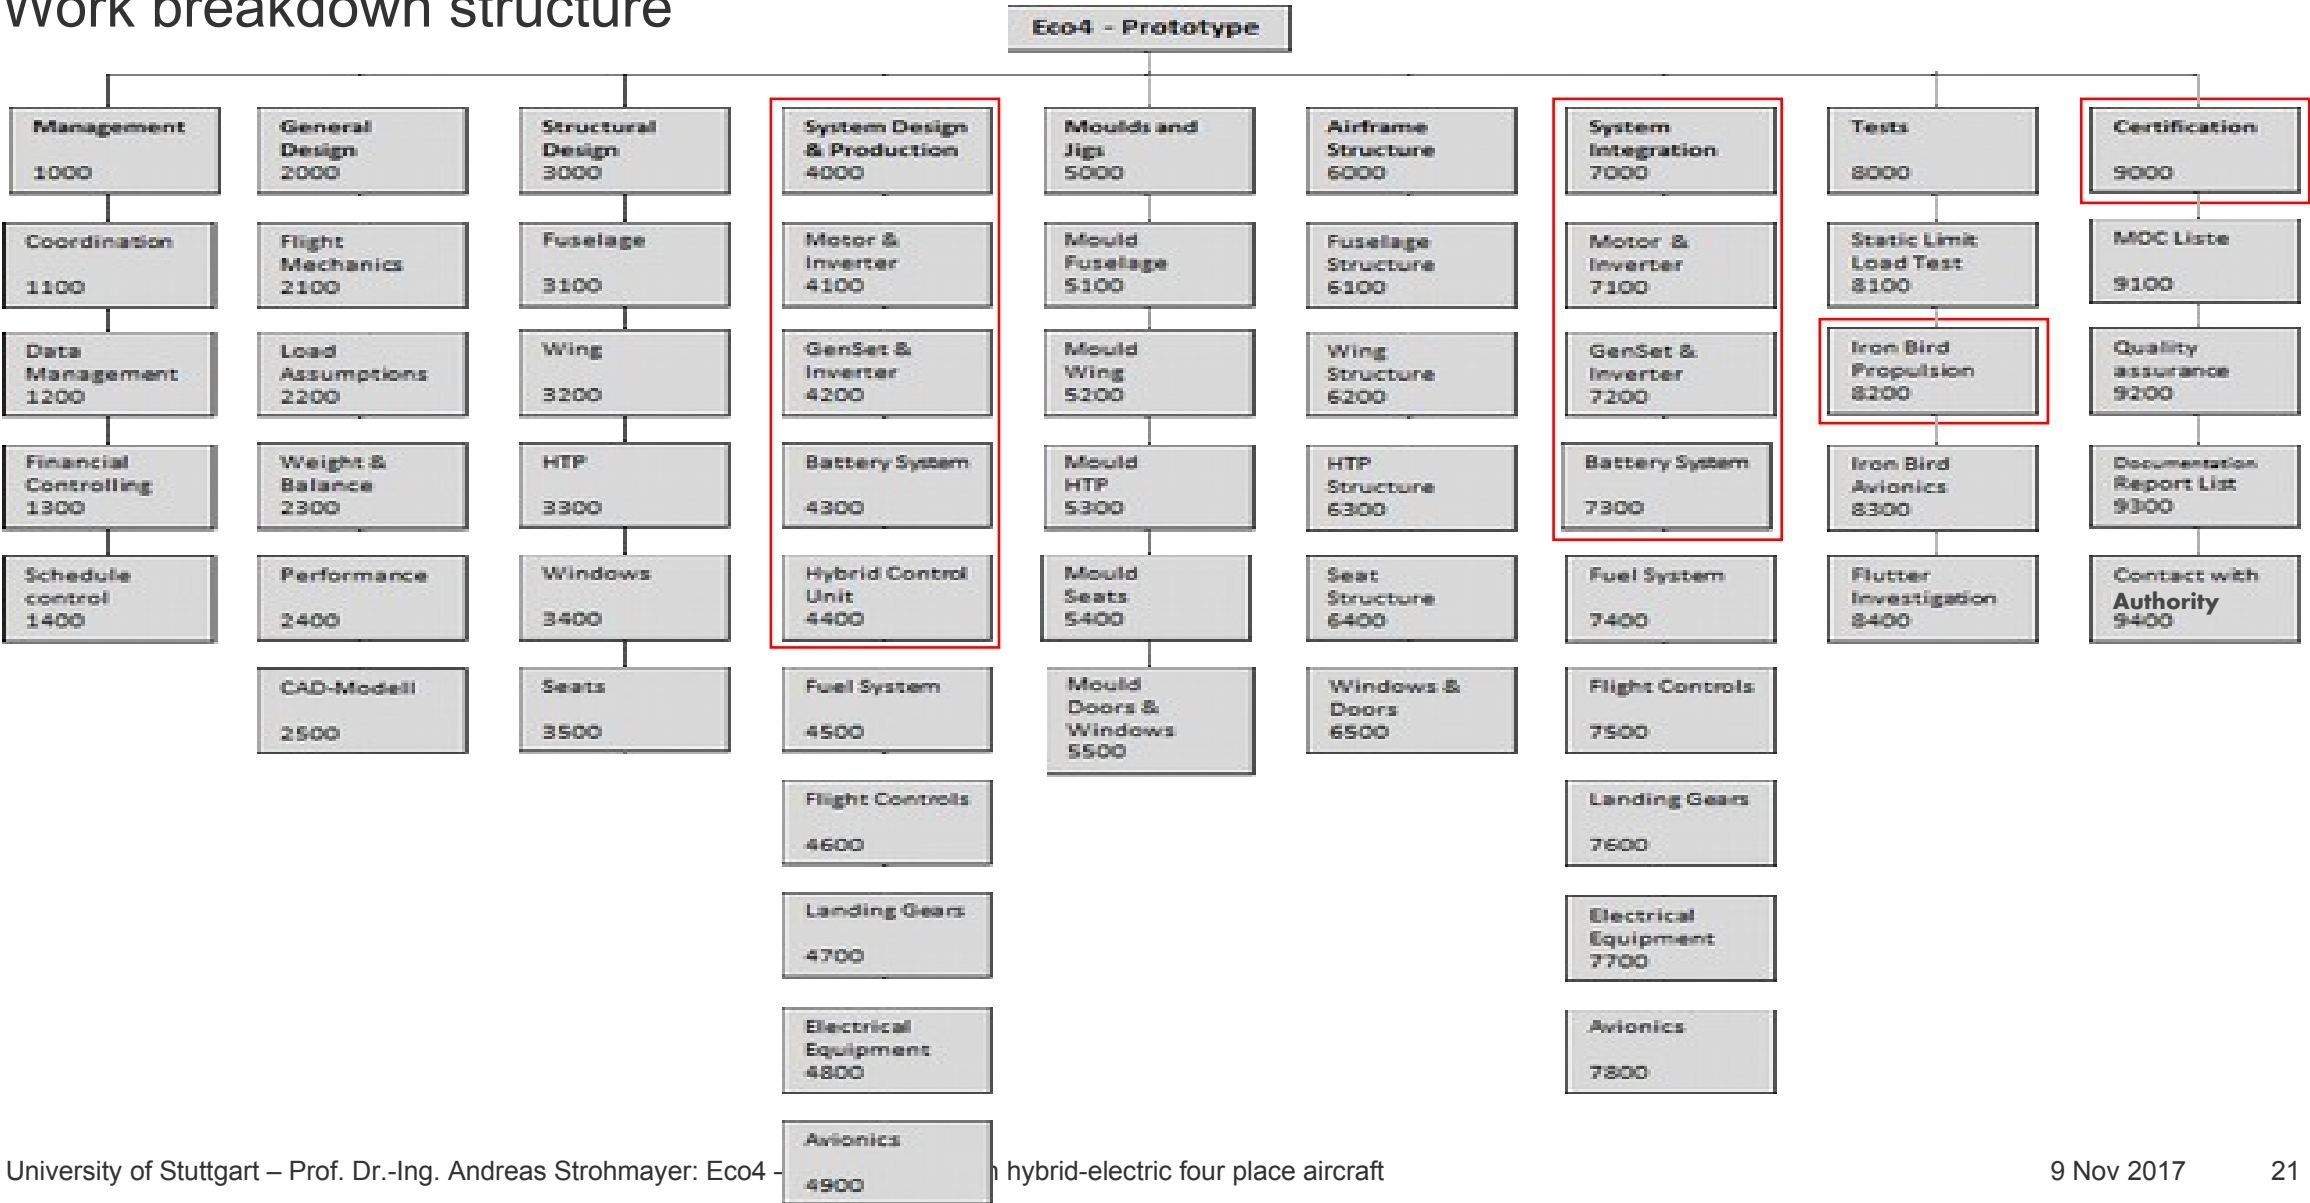 Work breakdown structure
Eco4 - Prototype
Management
1000
Coordination
1100
Data
Management
1200
Financial
Controlling
1300
Schedule
control
1400
General
Design
2000
Flight
Mechanics
2100
Load
Assumptions
2200
Weight &
Balance
2300
Performance
2400
CAD-Modell
2500
Structural
Design
3000
Fuselage
3100
Wing
3200
HTP
3300
Windows
3400
Seats
3500
System Design
& Production
4000
Motor &
Inverter
4100
GenSet &
Inverter
4200
Battery System
4300
Hybrid Control
Unit
4400
Fuel System
4500
Flight Controls
4600
Landing Gears
4700
Electrical
Equipment
4800
Avionics
4900
Moulds and
Jigs
5000
Mould
Fuselage
5100
Mould
Wing
5200
Mould
HTP
5300
Mould
Seats
5400
Mould
Doors &
Windows
5500
Airframe
Structure
6000
Fuselage
Structure
6100
Wing
Structure
6200
HTP
Structure
6300
Seat
Structure
6400
Windows &
Doors
6500
System
Integration
7000
Motor &
Inverter
7100
GenSet &
Inverter
7200
Battery System
7300
Fuel System
7400
Flight Controls
7500
Landing Gears
7600
Electrical
Equipment
7700
Avionics
7800
Tests
8000
Static Limit
Load Test
8100
Iron Bird
Propulsion
8200
Iron Bird
Avionics
8300
Flutter
Investigation
8400
Certification
9000
MOC Liste
9100
Quality
assurance
9200
Documentation
Report List
9300
Contact with
Authority
9400
University of Stuttgart – Prof. Dr.-Ing. Andreas Strohmayer: Eco4 - hybrid-electric four place aircraft
9 Nov 2017
21